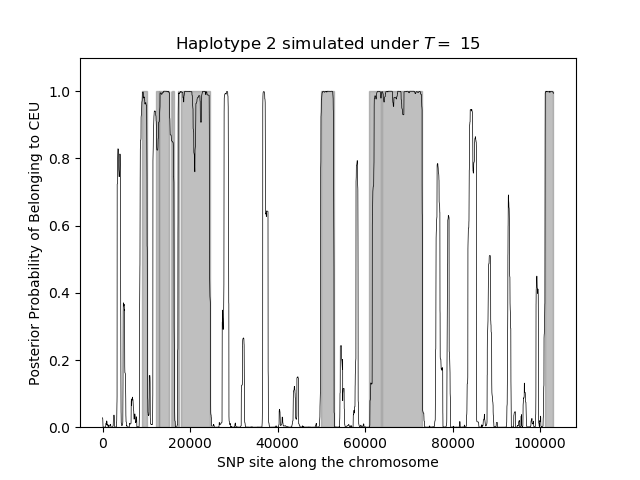 Haplotype 2 simulated under T = 15
Posterior Probability of Belonging to CEU
1.0
0.8
0.6
0.4
0.2
0.0
0 20000 40000 60000 80000 100000
SNP site along the chromosome